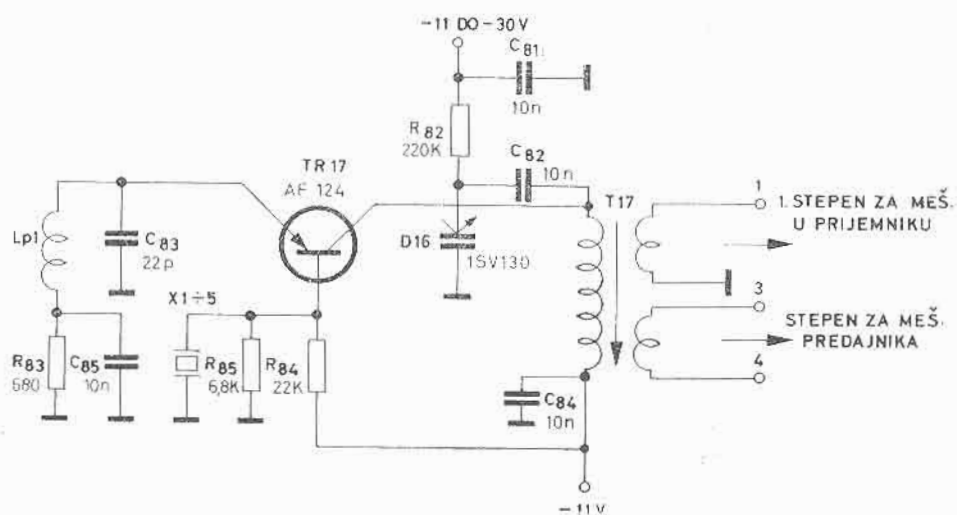 -11 DO -30 V
C81
10n
R82
220K
C82
10n
TR 17
AF 124
T17
1
1. STEPEN ZA MEŠ.
U PRIJEMNIKU
Lp1
C83
22p
D16
1SV130
X1÷5
3
STEPEN ZA MEŠ.
PREDAJNIKA
4
R83
680
C85
10n
R85
6,8K
R84
22K
C84
10n
-11V